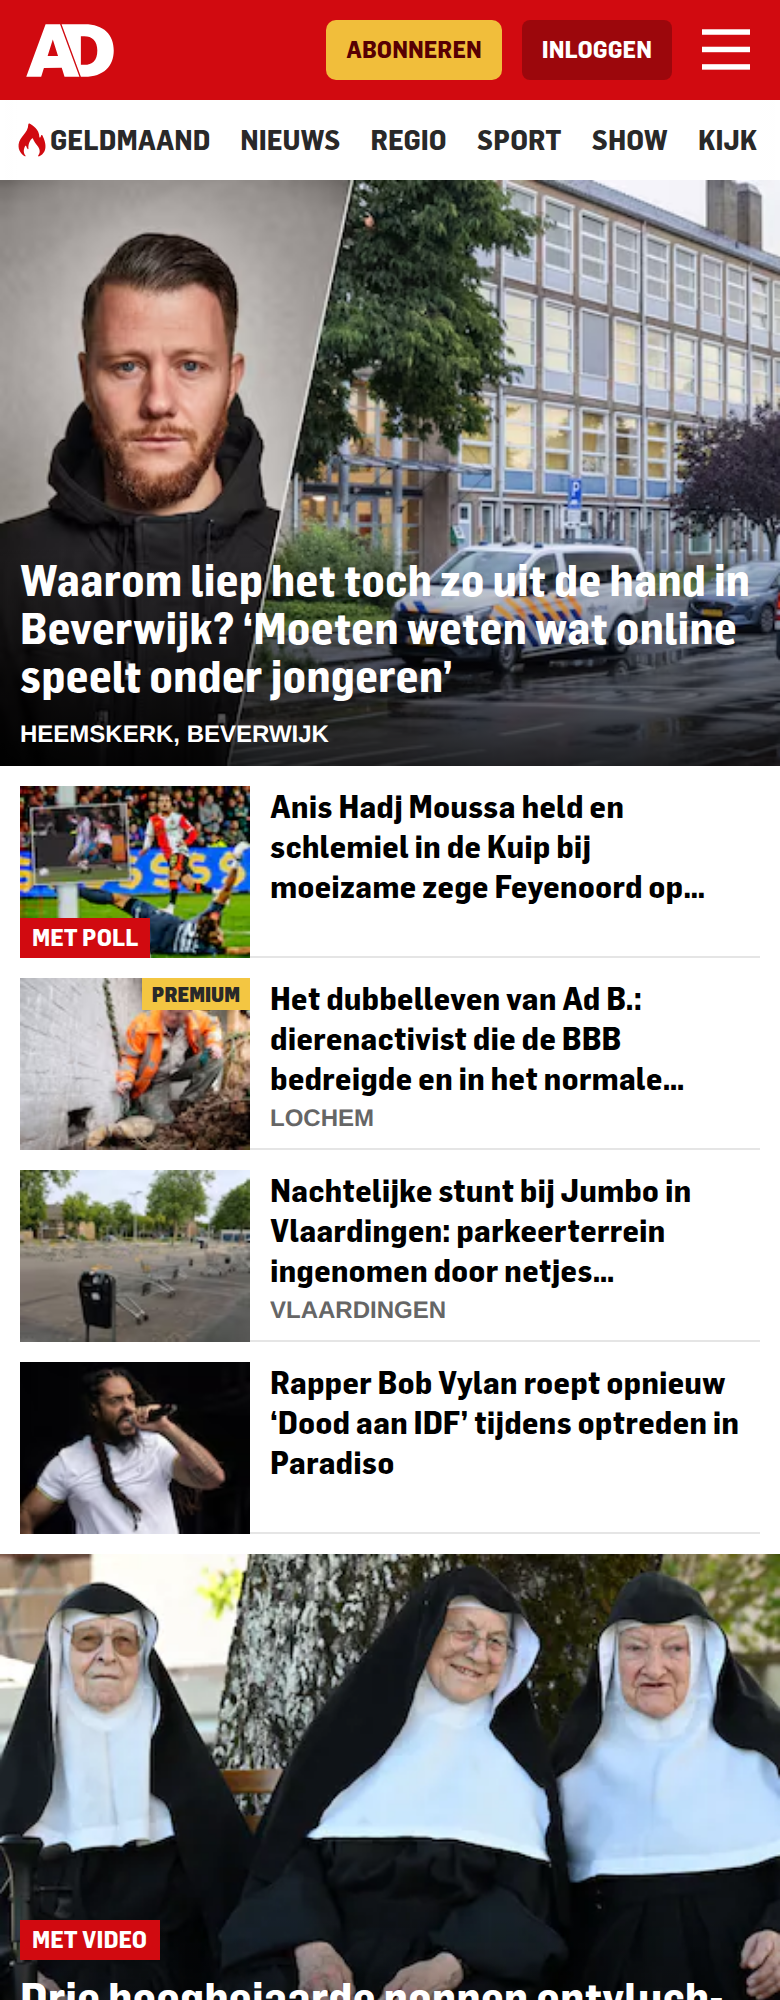 AD
ABONNEREN
INLOGGEN
GELDMAAND NIEUWS REGIO SPORT SHOW KIJK
Waarom liep het toch zo uit de hand in
Beverwijk? ‘Moeten weten wat online
speelt onder jongeren’
HEEMSKERK, BEVERWIJK
MET POLL
Anis Hadj Moussa held en
schlemiel in de Kuip bij
moeizame zege Feyenoord op...
PREMIUM
Het dubbelleven van Ad B.:
dierenactivist die de BBB
bedreigde en in het normale...
LOCHEM
Nachtelijke stunt bij Jumbo in
Vlaardingen: parkeerterrein
ingenomen door netjes...
VLAARDINGEN
Rapper Bob Vylan roept opnieuw
‘Dood aan IDF’ tijdens optreden in
Paradiso
MET VIDEO
Drie hoogbejaarde nonnen ontvluch-